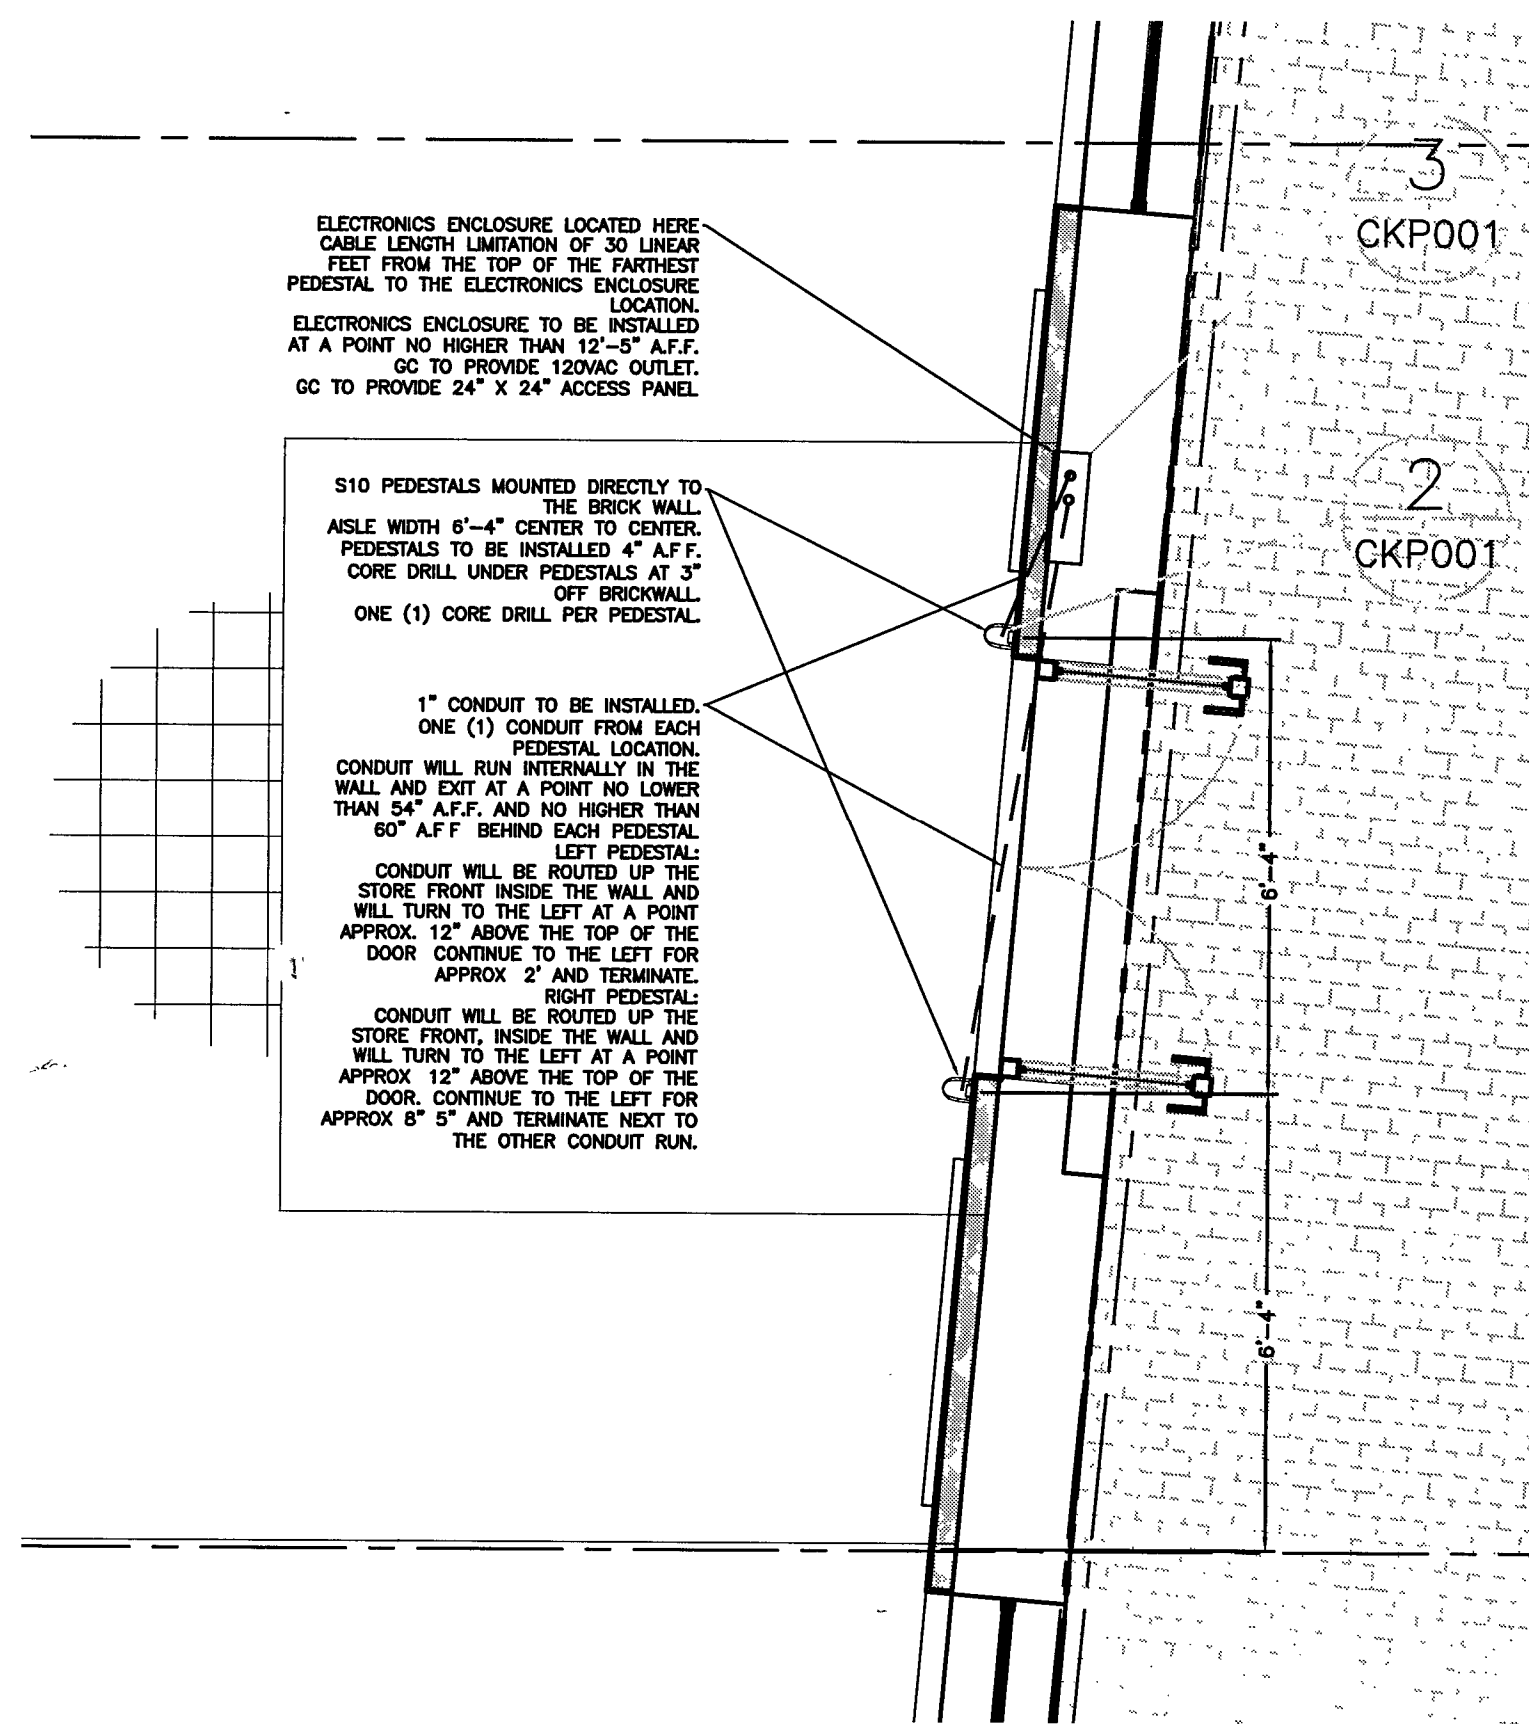 ELECTRONICS ENCLOSURE LOCATED HERE
CABLE LENGTH LIMITATION OF 30 LINEAR
FEET FROM THE TOP OF THE FARTHEST
PEDESTAL TO THE ELECTRONICS ENCLOSURE
LOCATION.
ELECTRONICS ENCLOSURE TO BE INSTALLED
AT A POINT NO HIGHER THAN 12'-5" A.F.F.
GC TO PROVIDE 120VAC OUTLET.
GC TO PROVIDE 24" X 24" ACCESS PANEL
3
CKP001
2
CKP001
S10 PEDESTALS MOUNTED DIRECTLY TO
THE BRICK WALL.
AISLE WIDTH 6'-4" CENTER TO CENTER.
PEDESTALS TO BE INSTALLED 4" A.F F.
CORE DRILL UNDER PEDESTALS AT 3"
OFF BRICKWALL.
ONE (1) CORE DRILL PER PEDESTAL.
1" CONDUIT TO BE INSTALLED.
ONE (1) CONDUIT FROM EACH
PEDESTAL LOCATION.
CONDUIT WILL RUN INTERNALLY IN THE
WALL AND EXIT AT A POINT NO LOWER
THAN 54" A.F.F. AND NO HIGHER THAN
60" A.F F BEHIND EACH PEDESTAL
LEFT PEDESTAL:
CONDUIT WILL BE ROUTED UP THE
STORE FRONT INSIDE THE WALL AND
WILL TURN TO THE LEFT AT A POINT
APPROX. 12" ABOVE THE TOP OF THE
DOOR CONTINUE TO THE LEFT FOR
APPROX 2' AND TERMINATE.
RIGHT PEDESTAL:
CONDUIT WILL BE ROUTED UP THE
STORE FRONT, INSIDE THE WALL AND
WILL TURN TO THE LEFT AT A POINT
APPROX 12" ABOVE THE TOP OF THE
DOOR. CONTINUE TO THE LEFT FOR
APPROX 8" 5" AND TERMINATE NEXT TO
THE OTHER CONDUIT RUN.
6'-4"
6'-4"